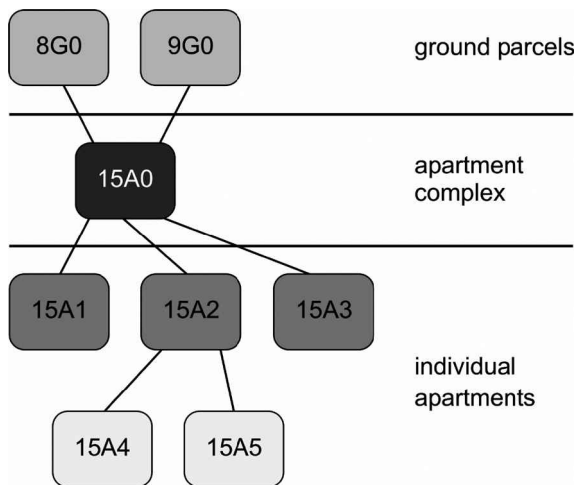 8G0
9G0
ground parcels
15A0
apartment
complex
15A1
15A2
15A3
individual
apartments
15A4
15A5